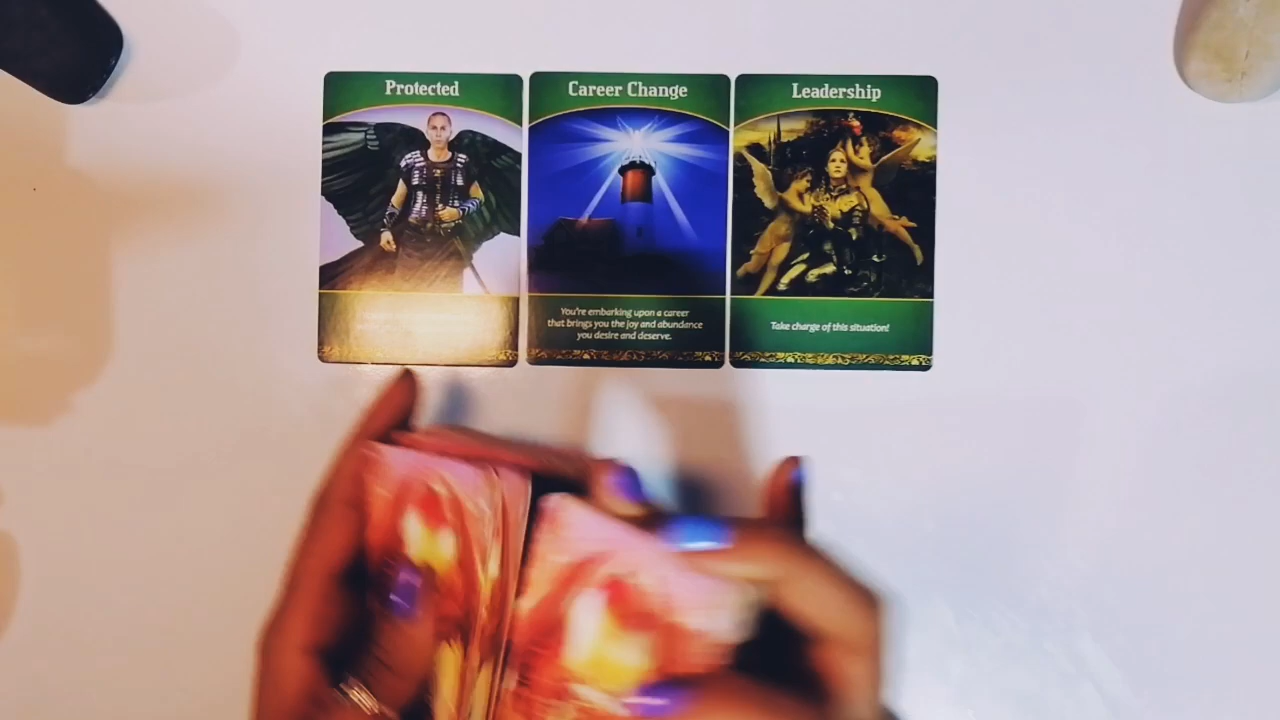 Protected
Career Change
You're embarking upon a career
that brings you the joy and abundance
you desire and deserve.
Leadership
Take charge of this situation!